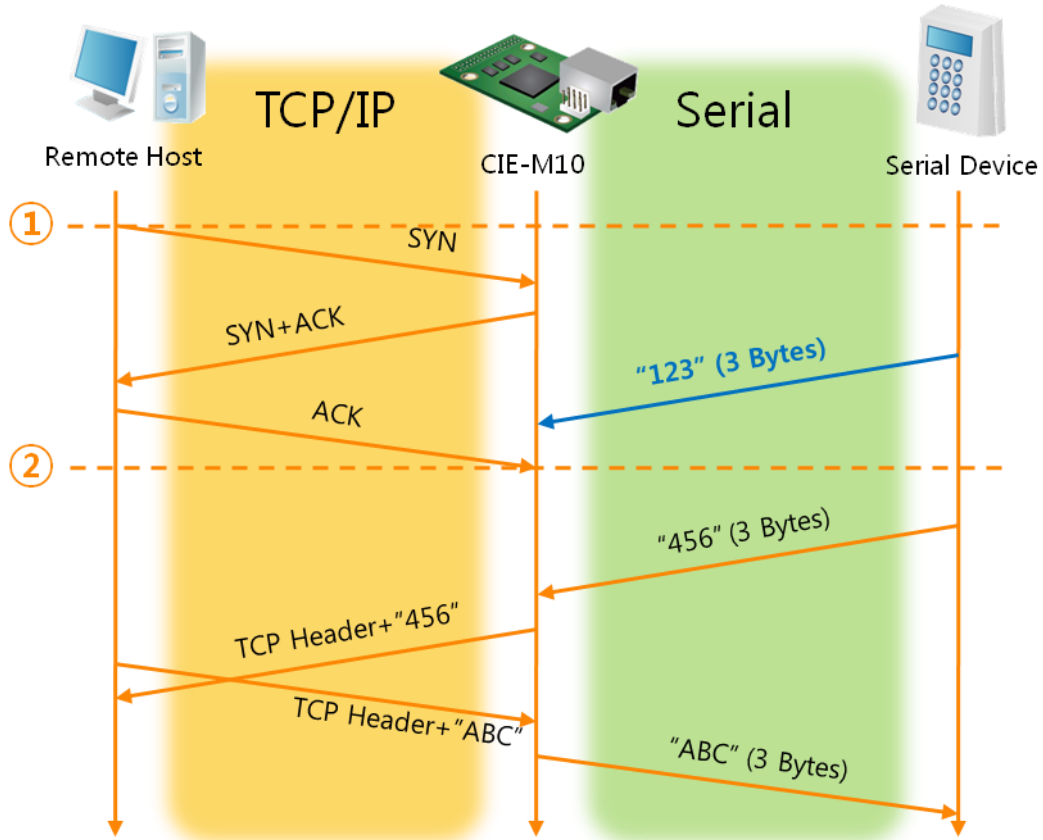 TCP/IP
Serial
Remote Host
CIE-M10
Serial Device
①
SYN
SYN+ACK
“123” (3 Bytes)
ACK
②
“456” (3 Bytes)
TCP Header+“456”
TCP Header+“ABC”
“ABC” (3 Bytes)